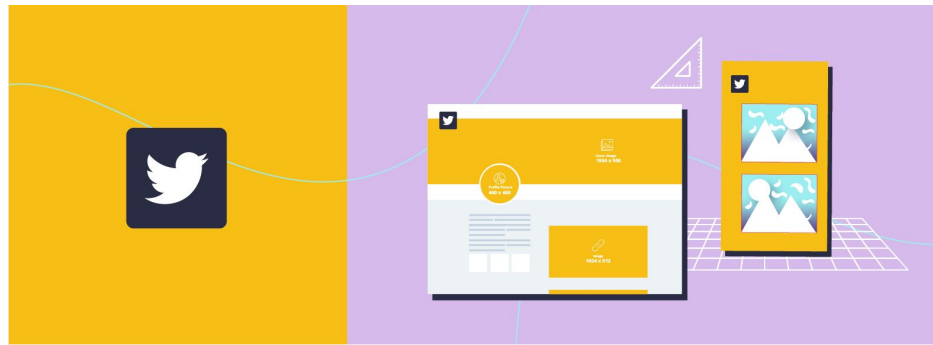 Cover Image
1500 x 500
Profile Picture
400 x 400
Image
1024 x 512